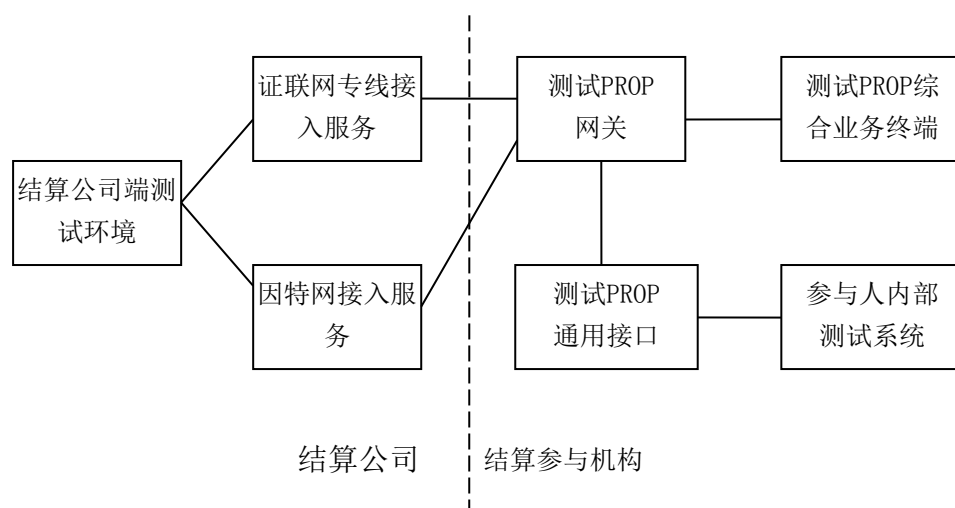 证联网专线接
入服务
测试PROP
网关
测试PROP综
合业务终端
结算公司端测
试环境
因特网接入服
务
测试PROP
通用接口
参与人内部
测试系统
结算公司
结算参与机构